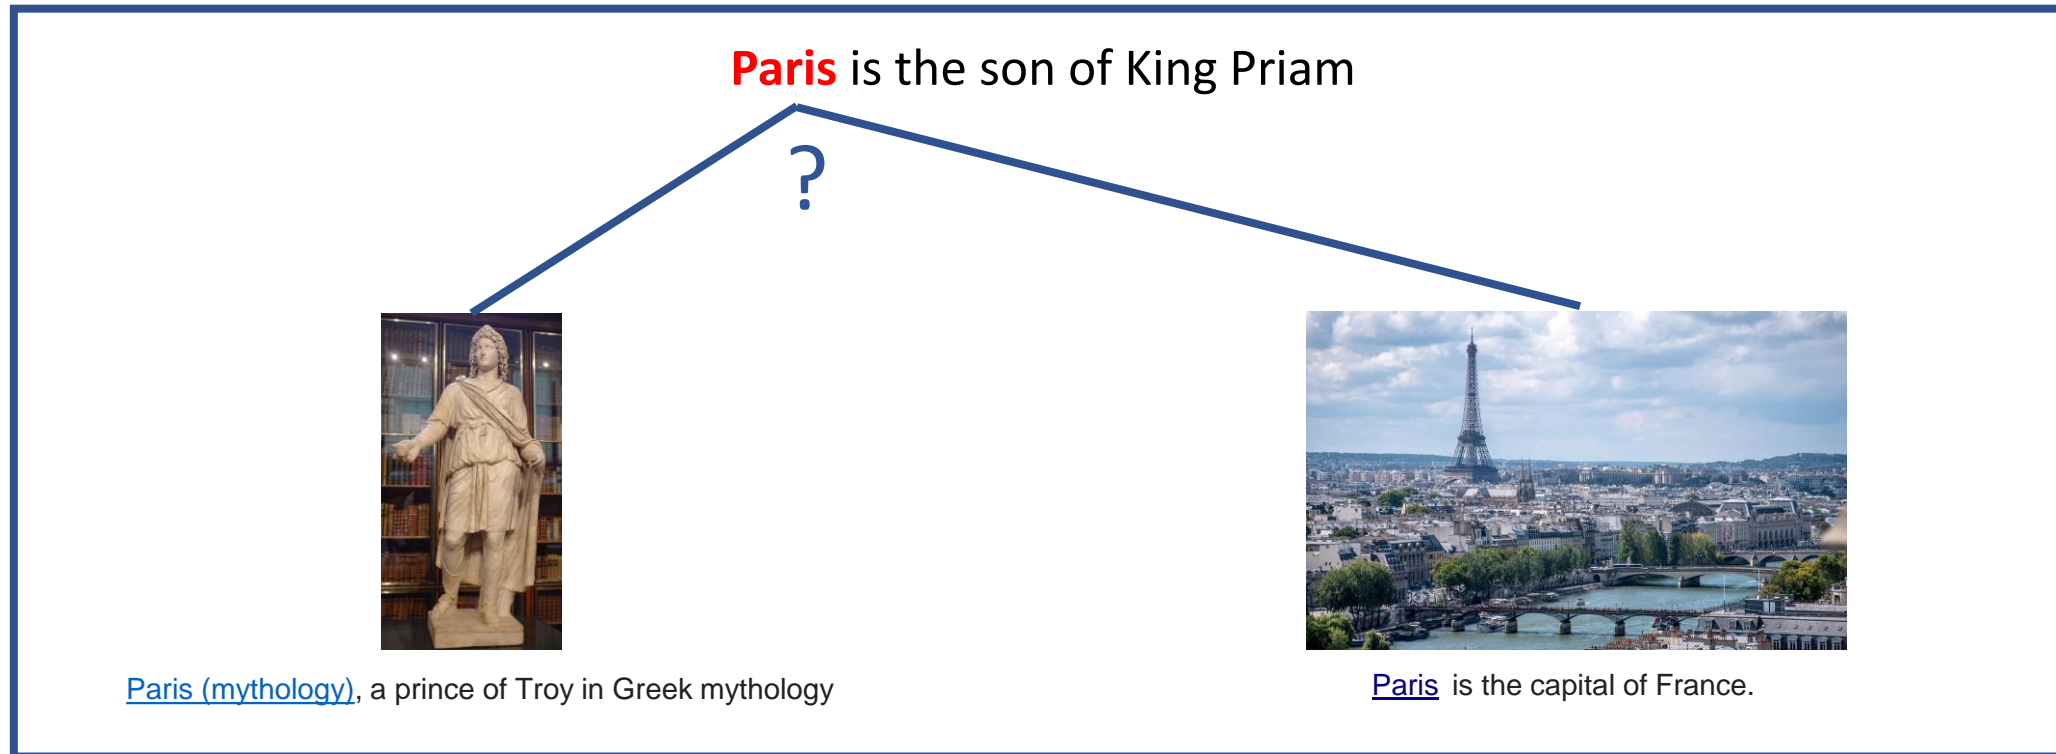 Paris is the son of King Priam
?
Paris (mythology), a prince of Troy in Greek mythology
Paris is the capital of France.